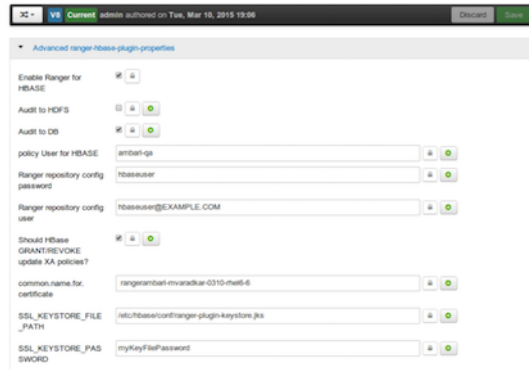 V8 Current admin authored on Tue, Mar 10, 2015 19:06
Discard
Save
Advanced ranger-hbase-plugin-properties
Enable Ranger for
HBASE
Audit to HDFS
Audit to DB
policy User for HBASE
ambari-qa
Ranger repository config
password
hbaseuser
Ranger repository config
user
hbaseuser@EXAMPLE.COM
Should HBase
GRANT/REVOKE
update XA policies?
common.name.for.
certificate
rangerambari-mvaradkar-0310-rhel6-6
SSL_KEYSTORE_FILE
_PATH
/etc/hbase/conf/ranger-plugin-keystore.jks
SSL_KEYSTORE_PAS
SWORD
myKeyFilePassword